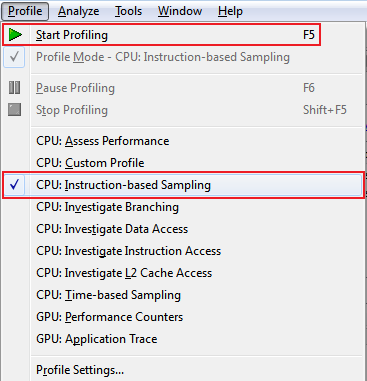 Profile Analyze Tools Window Help
Start Profiling F5
Profile Mode - CPU: Instruction-based Sampling
Pause Profiling F6
Stop Profiling Shift+F5
CPU: Assess Performance
CPU: Custom Profile
CPU: Instruction-based Sampling
CPU: Investigate Branching
CPU: Investigate Data Access
CPU: Investigate Instruction Access
CPU: Investigate L2 Cache Access
CPU: Time-based Sampling
GPU: Performance Counters
GPU: Application Trace
Profile Settings...